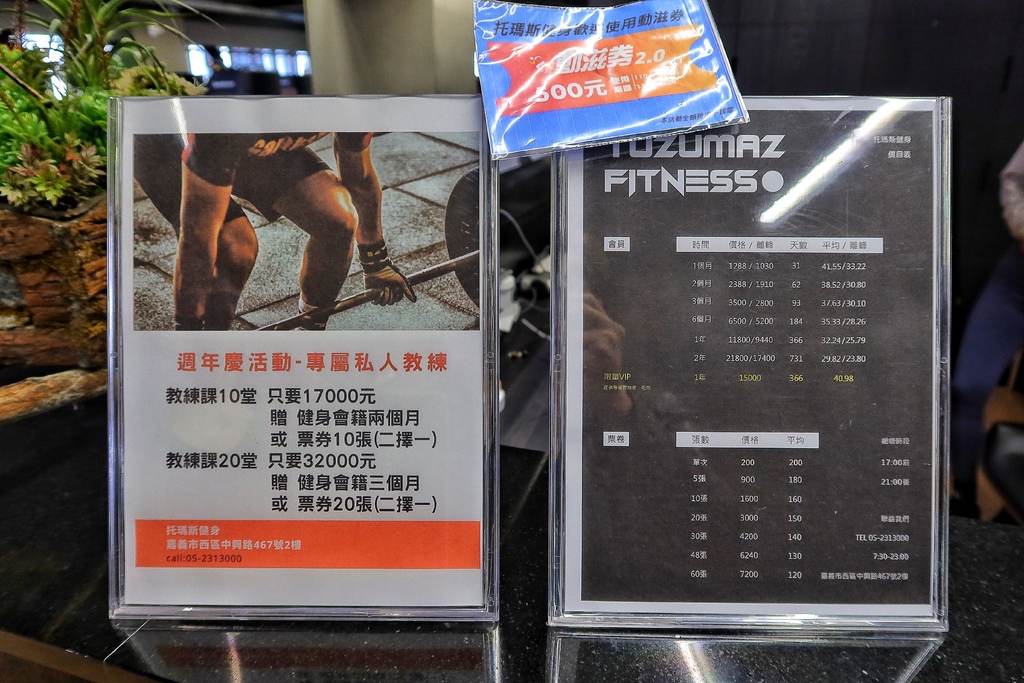 托瑪斯健身歡迎使用動滋券
動滋券2.0
500元 使用期間
週年慶活動-專屬私人教練
教練課10堂 只要17000元
贈 健身會籍兩個月
或 票券10張(二擇一)
教練課20堂 只要32000元
贈 健身會籍三個月
或 票券20張(二擇一)
托瑪斯健身
嘉義市西區中興路467號2樓
call:05-2313000
TOZUMAZ
FITNESS
托瑪斯健身
價目表
會員 時間 價格 / 離峰 天數 平均 / 離峰
1個月 1288 / 1030 31 41.55/33.22
2個月 2388 / 1910 62 38.52/30.80
3個月 3500 / 2800 93 37.63/30.10
6個月 6500 / 5200 184 35.33/28.26
1年 11800/9440 366 32.24/25.79
2年 21800/17400 731 29.82/23.80
限量VIP 1年 15000 366 40.98
票卷 張數 價格 平均 離峰時段
單次 200 200 17:00前
5張 900 180 21:00後
10張 1600 160
20張 3000 150 聯絡我們
30張 4200 140 TEL 05-2313000
48張 6240 130 7:30-23:00
60張 7200 120 嘉義市西區中興路467號2樓